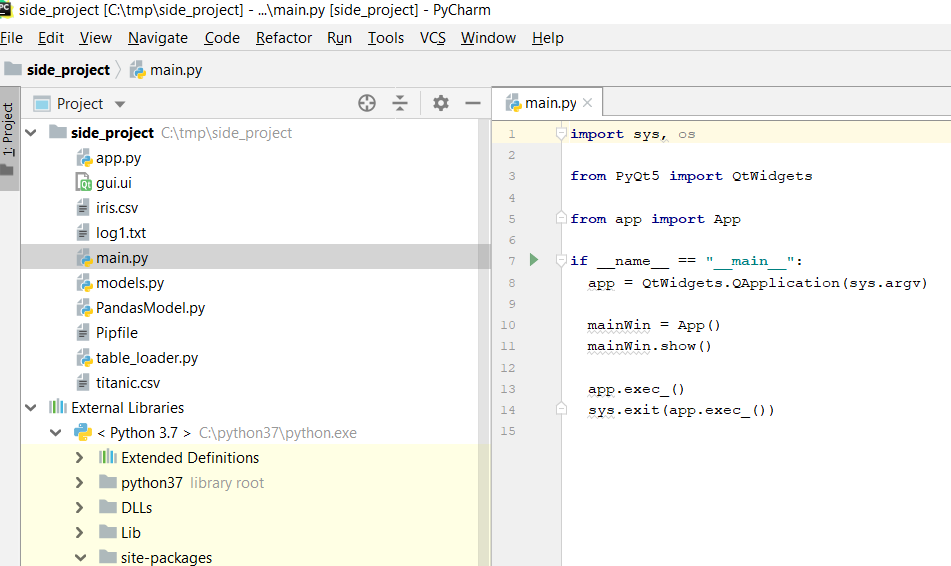 side_project [C:\tmp\side_project] - ...\main.py [side_project] - PyCharm
File Edit View Navigate Code Refactor Run Tools VCS Window Help
side_project main.py
1: Project
Project
side_project C:\tmp\side_project
app.py
gui.ui
iris.csv
log1.txt
main.py
models.py
PandasModel.py
Pipfile
table_loader.py
titanic.csv
External Libraries
< Python 3.7 > C:\python37\python.exe
Extended Definitions
python37 library root
DLLs
Lib
site-packages
main.py
1 import sys, os
2
3 from PyQt5 import QtWidgets
4
5 from app import App
6
7 if __name__ == "__main__":
8 app = QtWidgets.QApplication(sys.argv)
9
10 mainWin = App()
11 mainWin.show()
12
13 app.exec_()
14 sys.exit(app.exec_())
15